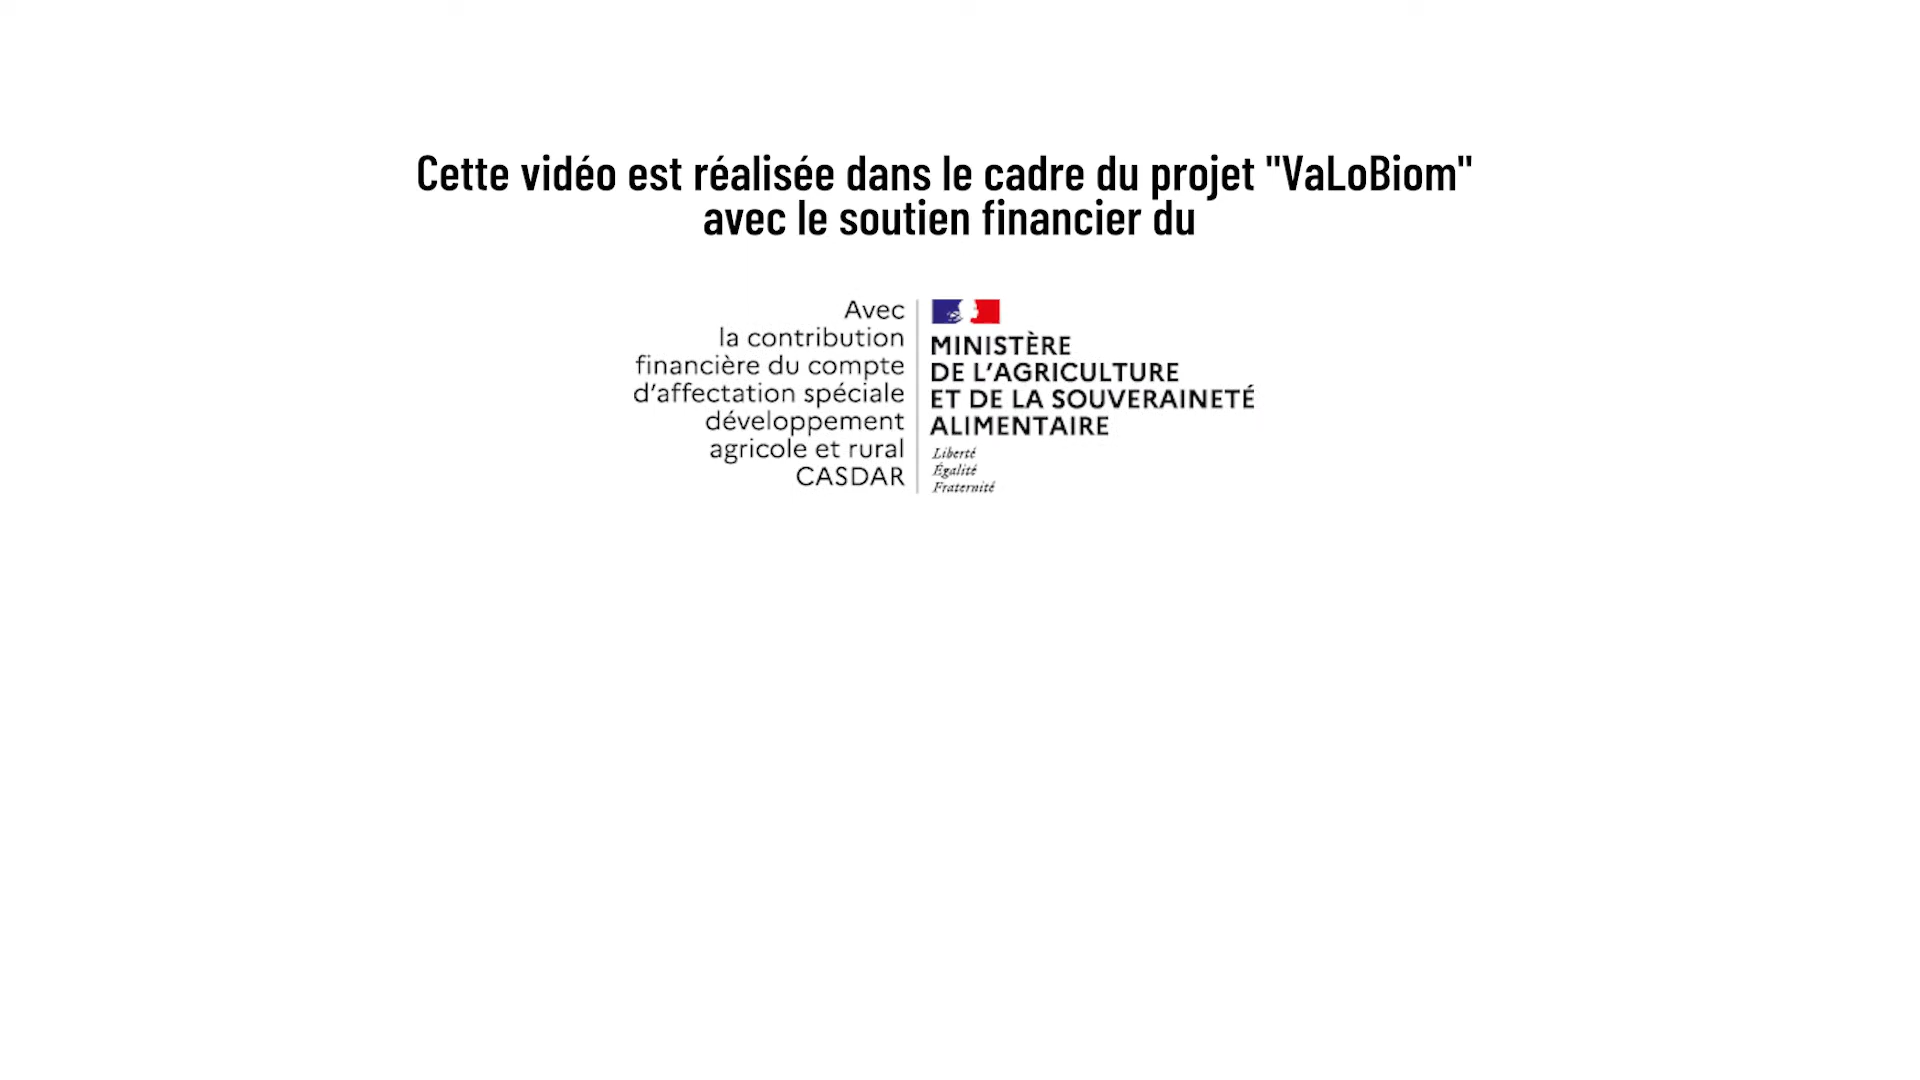 Cette vidéo est réalisée dans le cadre du projet "VaLoBiom"
avec le soutien financier du
Avec
la contribution
financière du compte
d'affectation spéciale
développement
agricole et rural
CASDAR
MINISTÈRE
DE L'AGRICULTURE
ET DE LA SOUVERAINETÉ
ALIMENTAIRE
Liberté
Égalité
Fraternité